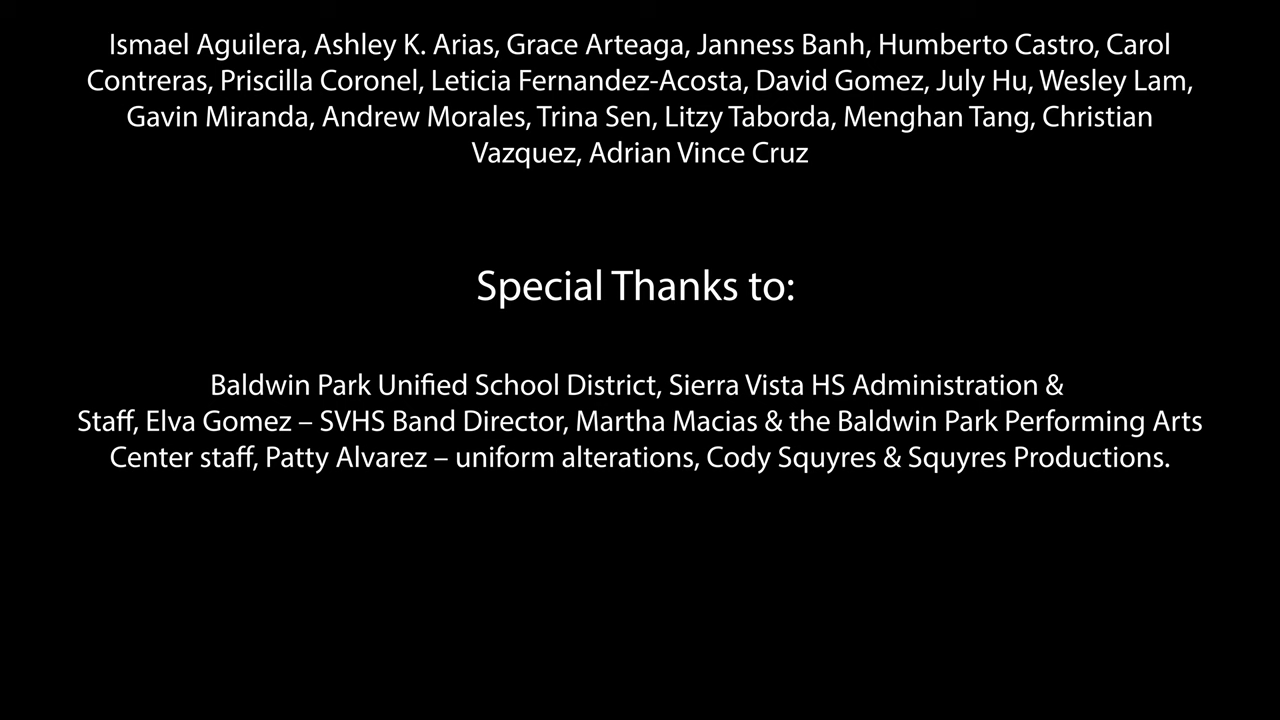 Ismael Aguilera, Ashley K. Arias, Grace Arteaga, Janness Banh, Humberto Castro, Carol
Contreras, Priscilla Coronel, Leticia Fernandez-Acosta, David Gomez, July Hu, Wesley Lam,
Gavin Miranda, Andrew Morales, Trina Sen, Litzy Taborda, Menghan Tang, Christian
Vazquez, Adrian Vince Cruz
Special Thanks to:
Baldwin Park Unified School District, Sierra Vista HS Administration &
Staff, Elva Gomez – SVHS Band Director, Martha Macias & the Baldwin Park Performing Arts
Center staff, Patty Alvarez – uniform alterations, Cody Squyres & Squyres Productions.